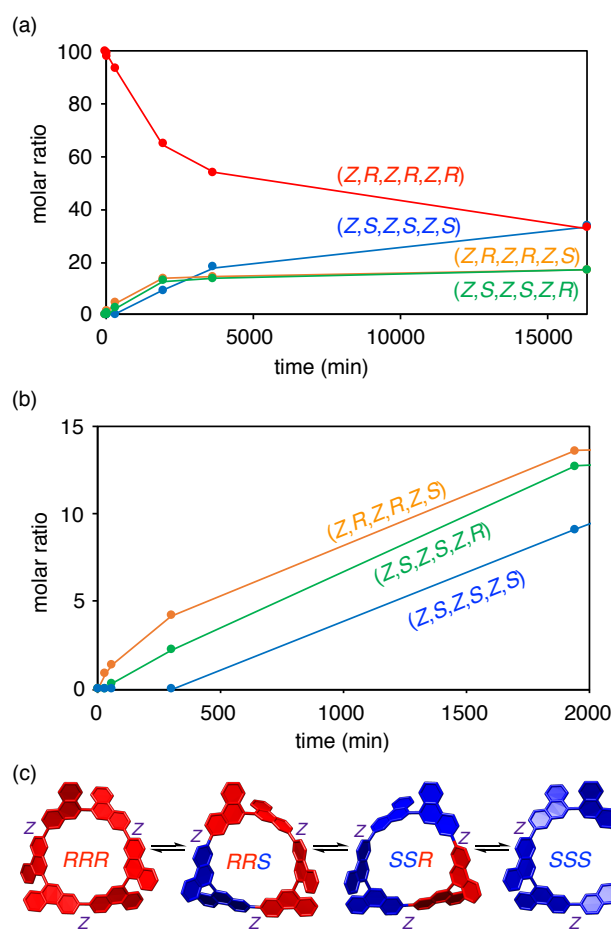 (a)
100
80
60
40
20
0
molar ratio
(Z,R,Z,R,Z,R)
(Z,S,Z,S,Z,S)
(Z,R,Z,R,Z,S)
(Z,S,Z,S,Z,R)
0 5000 10000 15000
time (min)
(b)
15
10
5
0
molar ratio
(Z,R,Z,R,Z,S)
(Z,S,Z,S,Z,R)
(Z,S,Z,S,Z,S)
0 500 1000 1500 2000
time (min)
(c)
Z Z Z Z Z Z Z
RRR RRS SSR SSS
Z Z Z Z